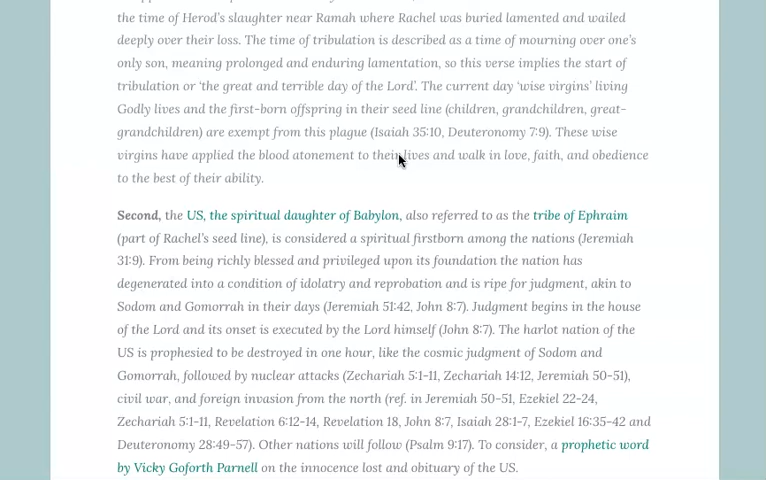 the time of Herod's slaughter near Ramah where Rachel was buried lamented and wailed
deeply over their loss. The time of tribulation is described as a time of mourning over one's
only son, meaning prolonged and enduring lamentation, so this verse implies the start of
tribulation or 'the great and terrible day of the Lord'. The current day 'wise virgins' living
Godly lives and the first-born offspring in their seed line (children, grandchildren, great-
grandchildren) are exempt from this plague (Isaiah 35:10, Deuteronomy 7:9). These wise
virgins have applied the blood atonement to their lives and walk in love, faith, and obedience
to the best of their ability.
Second, the US, the spiritual daughter of Babylon, also referred to as the tribe of Ephraim
(part of Rachel's seed line), is considered a spiritual firstborn among the nations (Jeremiah
31:9). From being richly blessed and privileged upon its foundation the nation has
degenerated into a condition of idolatry and reprobation and is ripe for judgment, akin to
Sodom and Gomorrah in their days (Jeremiah 51:42, John 8:7). Judgment begins in the house
of the Lord and its onset is executed by the Lord himself (John 8:7). The harlot nation of the
US is prophesied to be destroyed in one hour, like the cosmic judgment of Sodom and
Gomorrah, followed by nuclear attacks (Zechariah 5:1-11, Zechariah 14:12, Jeremiah 50-51),
civil war, and foreign invasion from the north (ref. in Jeremiah 50-51, Ezekiel 22-24,
Zechariah 5:1-11, Revelation 6:12-14, Revelation 18, John 8:7, Isaiah 28:1-7, Ezekiel 16:35-42 and
Deuteronomy 28:49-57). Other nations will follow (Psalm 9:17). To consider, a prophetic word
by Vicky Goforth Parnell on the innocence lost and obituary of the US.